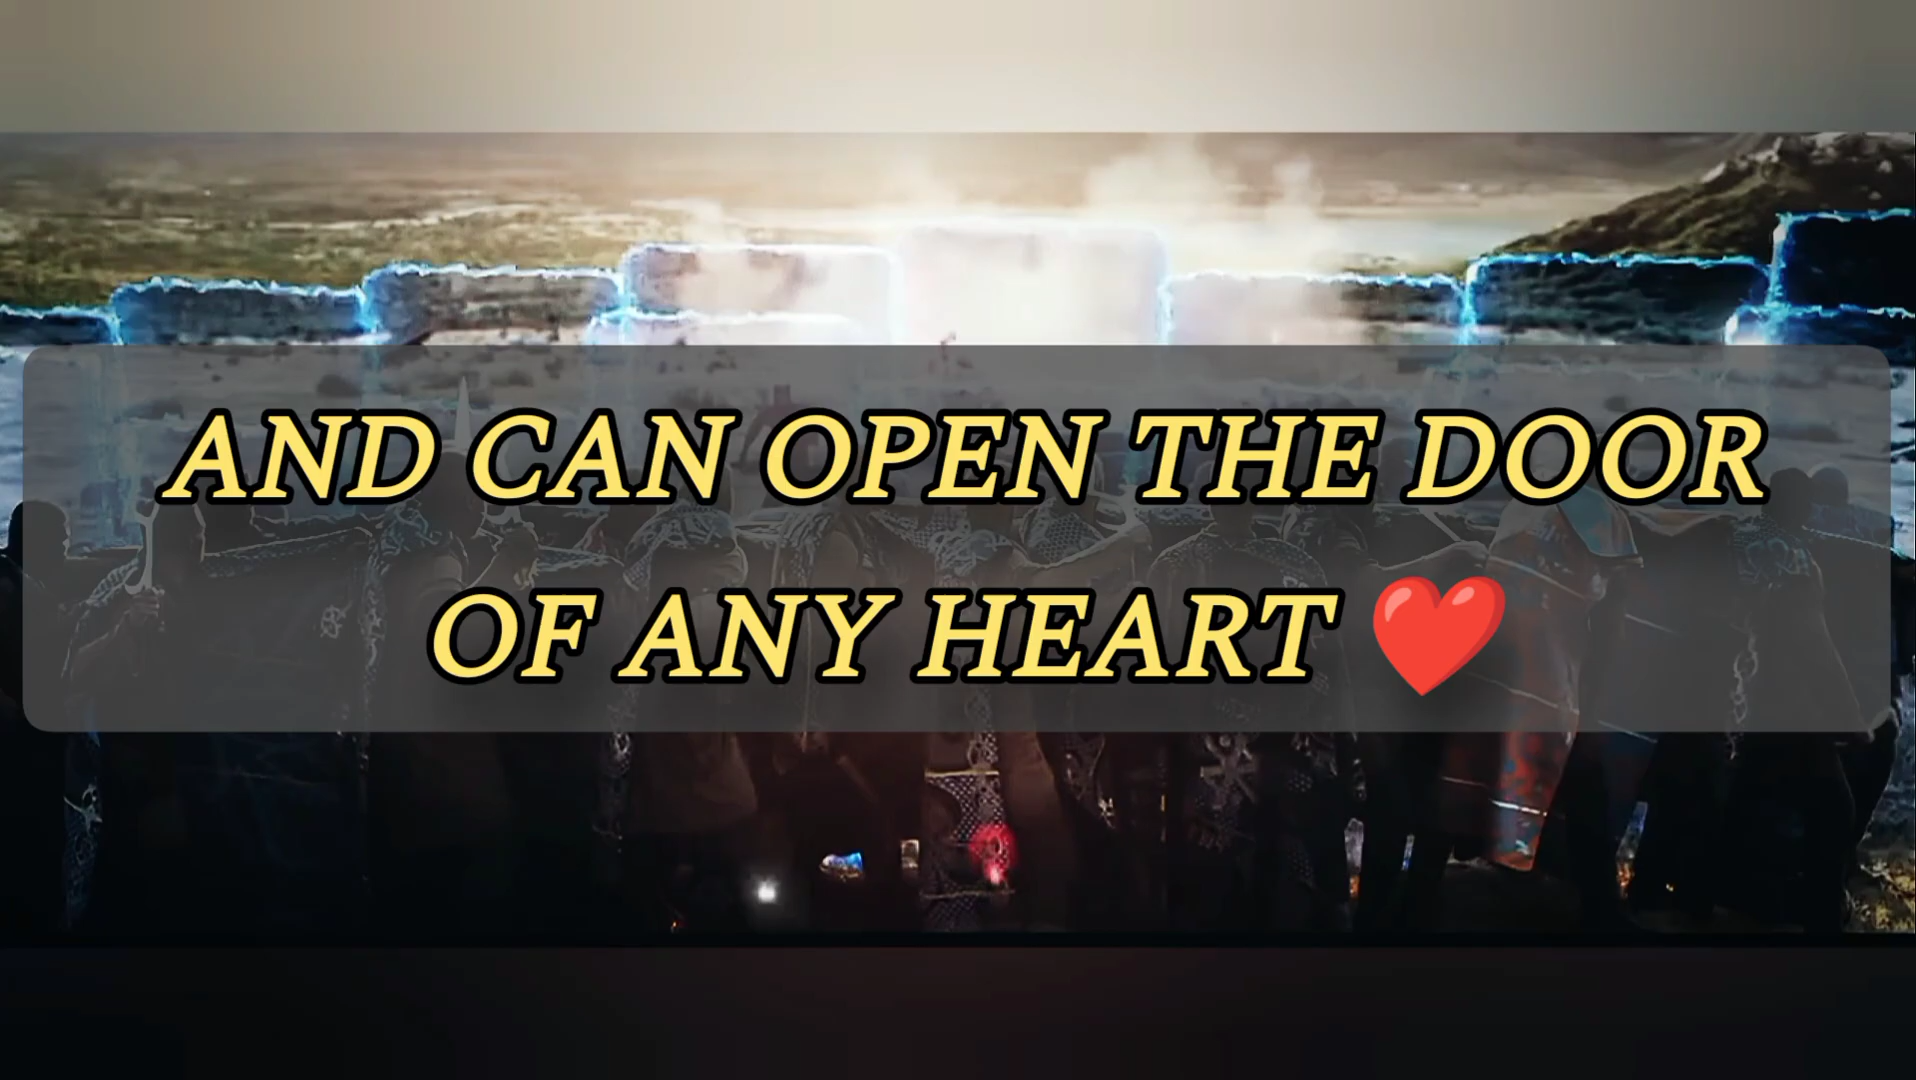 AND CAN OPEN THE DOOR
OF ANY HEART ❤️